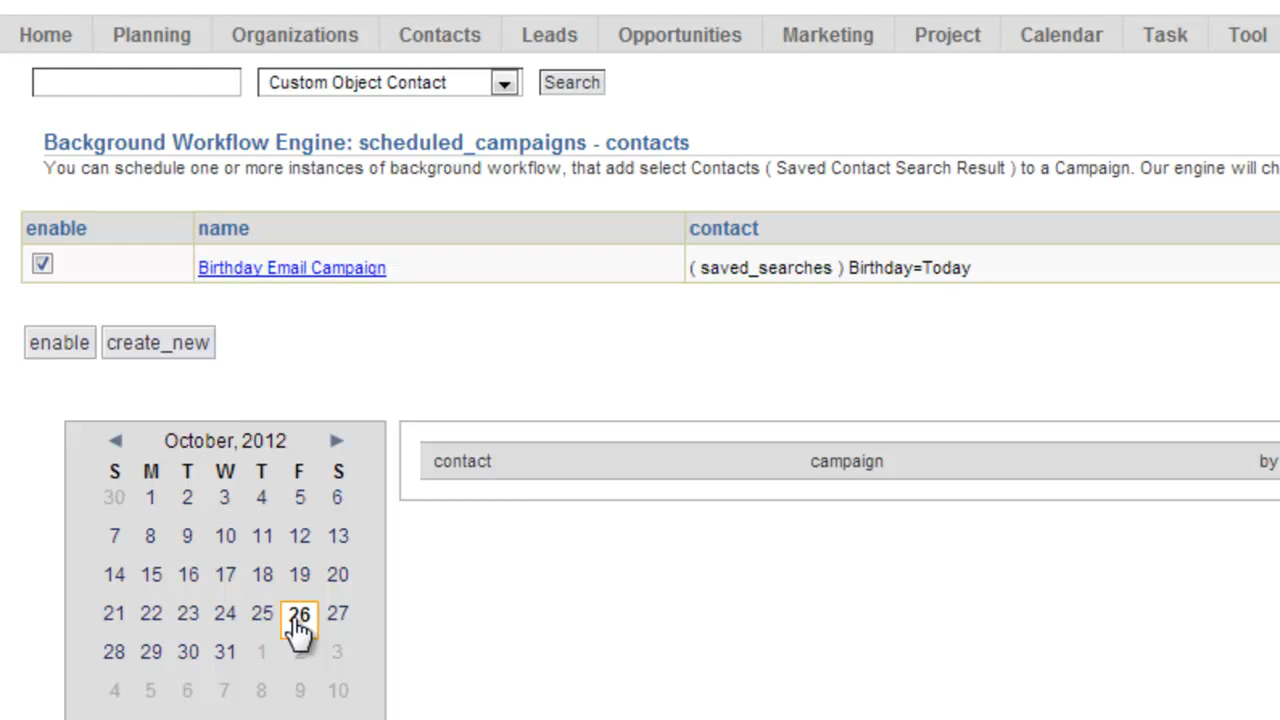 Home Planning Organizations Contacts Leads Opportunities Marketing Project Calendar Task Tool
Custom Object Contact Search
Background Workflow Engine: scheduled_campaigns - contacts
You can schedule one or more instances of background workflow, that add select Contacts ( Saved Contact Search Result ) to a Campaign. Our engine will ch
enable name contact
Birthday Email Campaign ( saved_searches ) Birthday=Today
enable create_new
October, 2012
contact campaign by
S M T W T F S
30 1 2 3 4 5 6
7 8 9 10 11 12 13
14 15 16 17 18 19 20
21 22 23 24 25 26 27
28 29 30 31 1 2 3
4 5 6 7 8 9 10